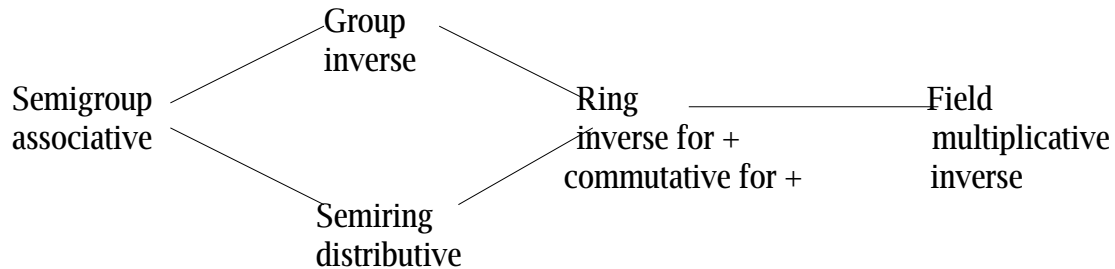 Group
inverse
Semigroup
associative
Ring
inverse for +
commutative for +
Field
multiplicative
inverse
Semiring
distributive